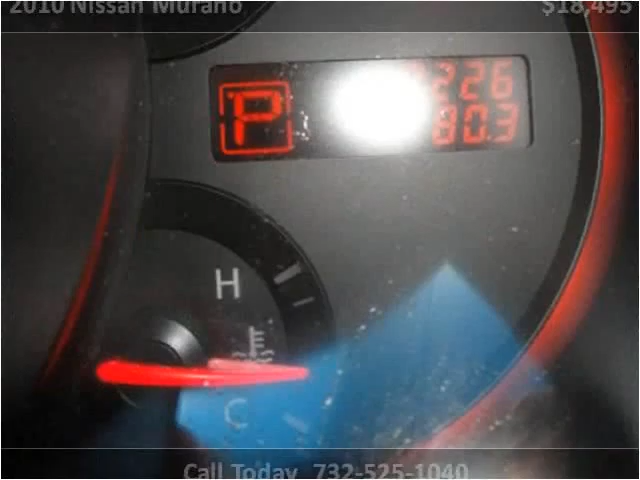 2010 Nissan Murano $18,495
226
P 80.3
H
C
Call Today 732-525-1040